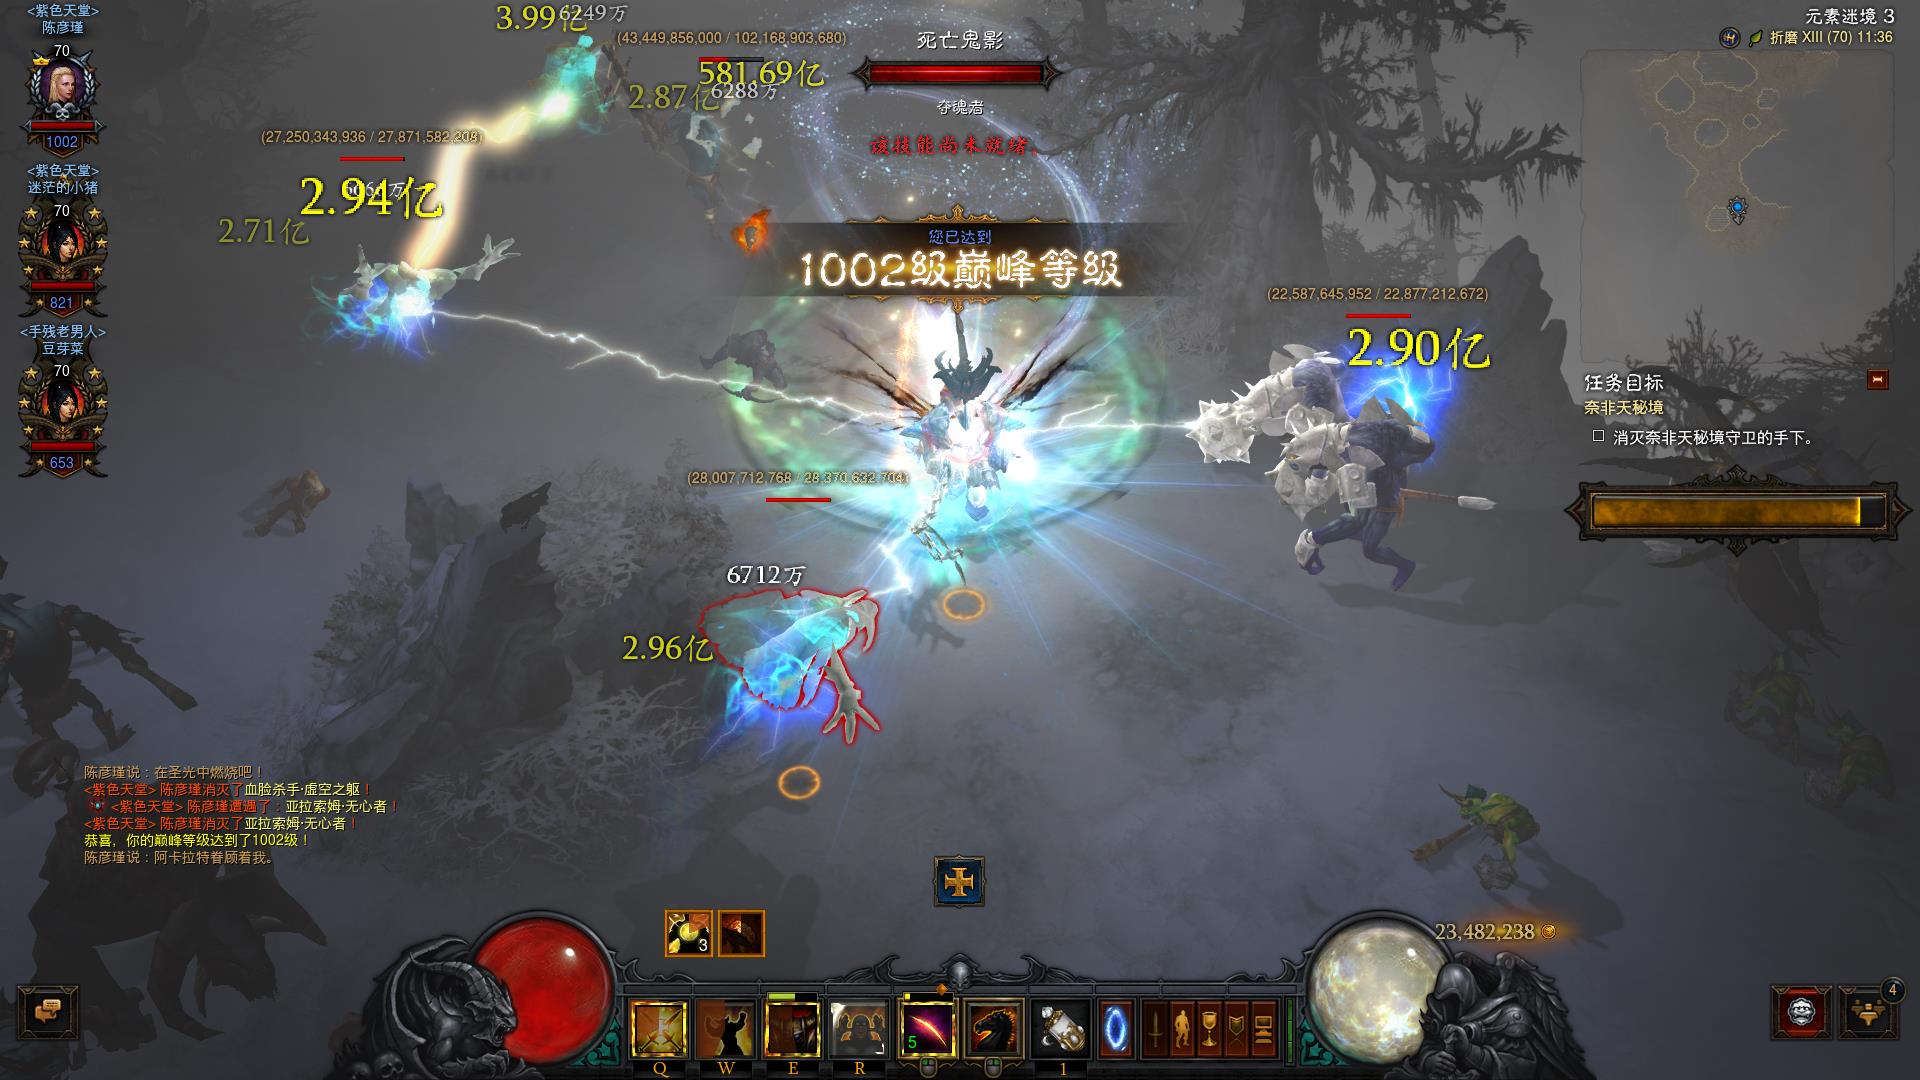 <紫色天堂>
陈彦瑾
70
1002
<紫色天堂>
迷茫的小猪
70
821
<手残老男人>
豆芽菜
70
653
3.99亿
6249万
(43,449,856,000 / 102,168,903,680)
581.69亿
2.87亿
6288万
死亡鬼影
夺魂者
该技能尚未就绪。
元素迷境 3
折磨 XIII (70) 11:36
(27,250,343,936 / 27,871,582,208)
2.94亿
2.71亿
您已达到
1002级巅峰等级
(22,587,645,952 / 22,877,212,672)
2.90亿
任务目标
奈非天秘境
消灭奈非天秘境守卫的手下。
(28,007,712,768 / 28,370,632,704)
6712万
2.96亿
陈彦瑾说：在圣光中燃烧吧！
<紫色天堂> 陈彦瑾消灭了血脸杀手·虚空之躯！
<紫色天堂> 陈彦瑾遭遇了：亚拉索姆·无心者！
<紫色天堂> 陈彦瑾消灭了亚拉索姆·无心者！
恭喜，你的巅峰等级达到了1002级！
陈彦瑾说：阿卡拉特眷顾着我。
3
23,482,238
5
4
Q W E R 1